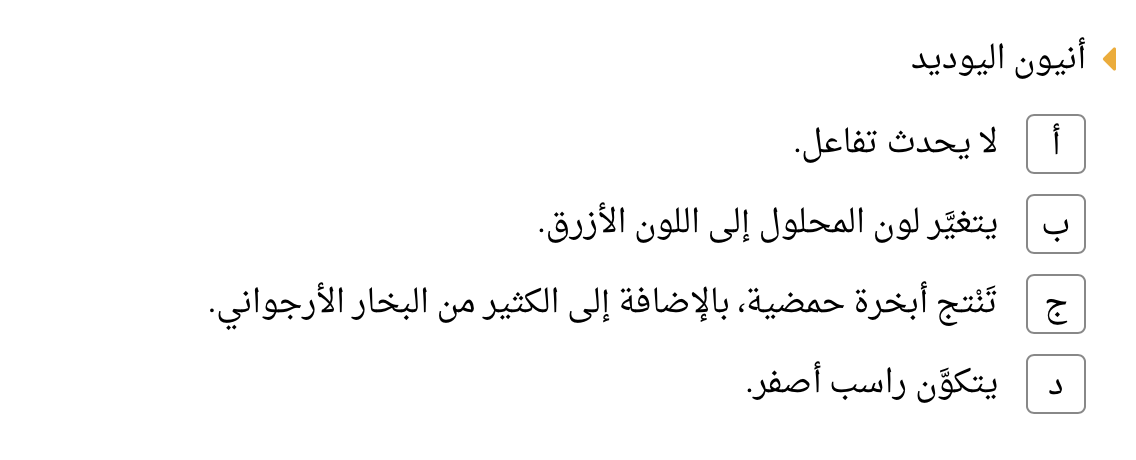 أنيون اليوديد
أ لا يحدث تفاعل.
ب يتغيَّر لون المحلول إلى اللون الأزرق.
ج تَنْتج أبخرة حمضية، بالإضافة إلى الكثير من البخار الأرجواني.
د يتكوَّن راسب أصفر.